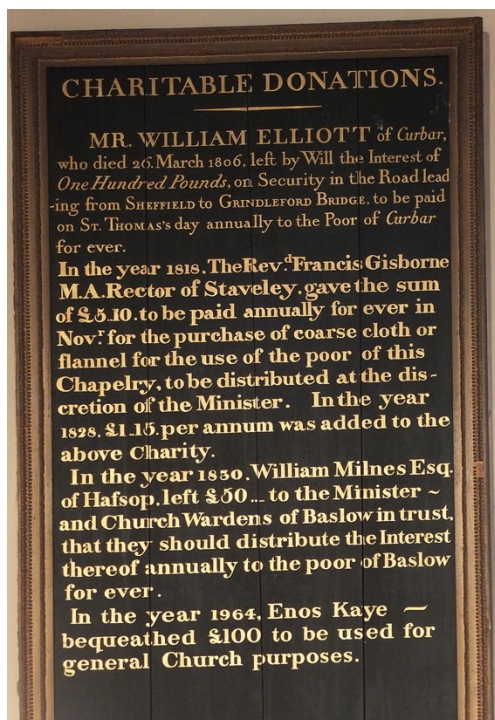 CHARITABLE DONATIONS.
MR. WILLIAM ELLIOTT of Curbar,
who died 26. March 1806, left by Will the Interest of
One Hundred Pounds, on Security in the Road lead
-ing from SHEFFIELD to GRINDLEFORD BRIDGE, to be paid
on ST. THOMAS's day annually to the Poor of Curbar
for ever.
In the year 1818. The Rev.d Francis Gisborne
M.A. Rector of Staveley. gave the sum
of £5.10. to be paid annually for ever in
Nov.r for the purchase of coarse cloth or
flannel for the use of the poor of this
Chapelry, to be distributed at the dis-
cretion of the Minister. In the year
1828. £1.15. per annum was added to the
above Charity.
In the year 1830. William Milnes Esq.
of Hafsop. left £50 ... to the Minister ~
and Church Wardens of Baslow in trust,
that they should distribute the Interest
thereof annually to the poor of Baslow
for ever.
In the year 1964, Enos Kaye ~
bequeathed £100 to be used for
general Church purposes.